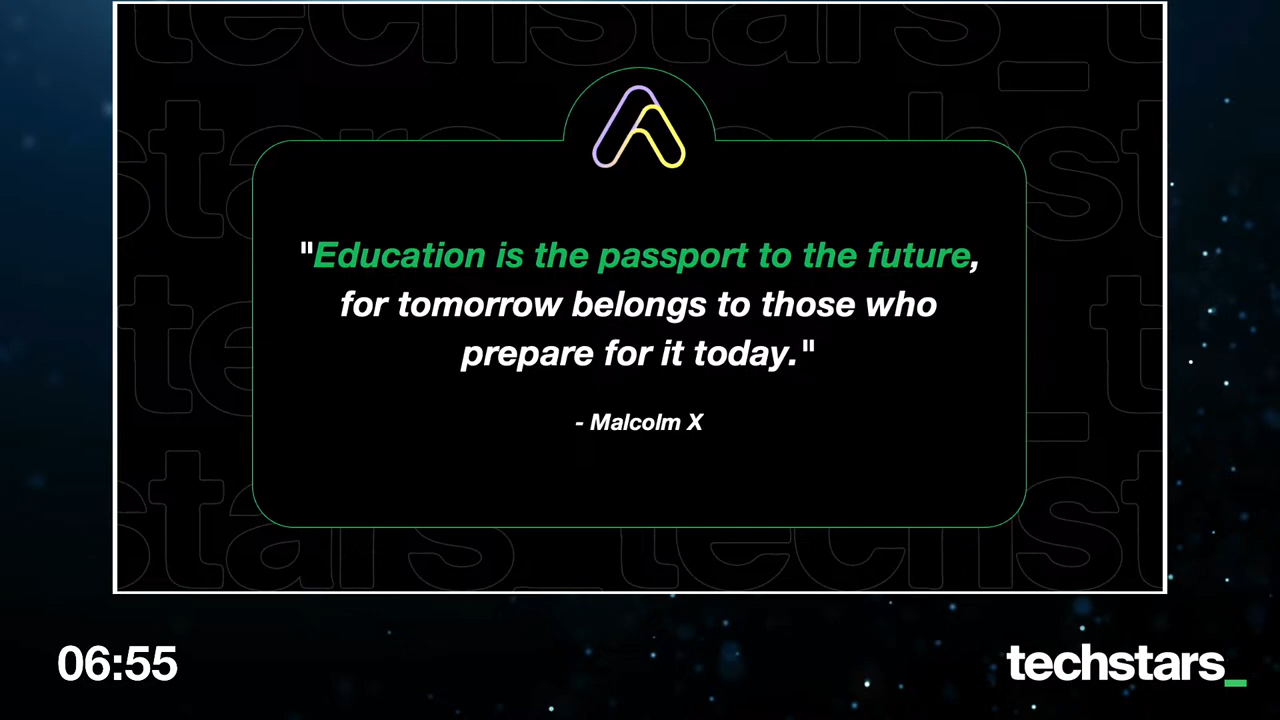 "Education is the passport to the future,
for tomorrow belongs to those who
prepare for it today."
- Malcolm X
06:55
techstars_